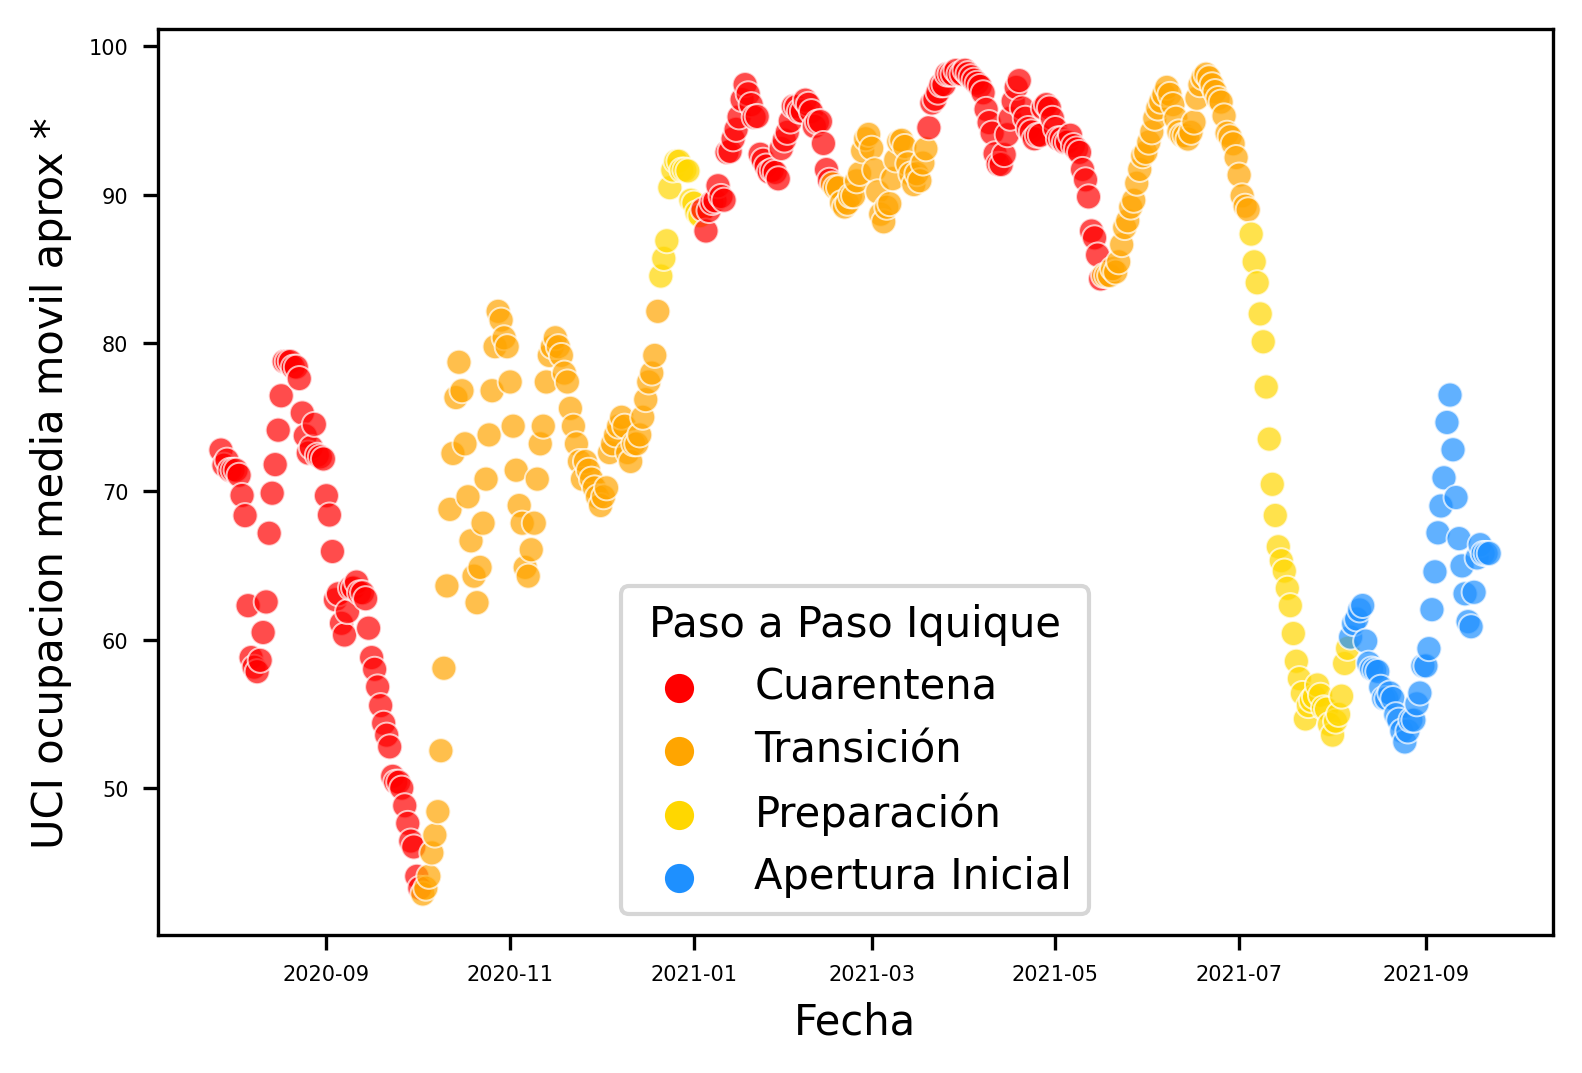 UCI ocupacion media movil aprox *
100
90
80
70
60
50
Paso a Paso Iquique
Cuarentena
Transición
Preparación
Apertura Inicial
2020-09
2020-11
2021-01
2021-03
2021-05
2021-07
2021-09
Fecha